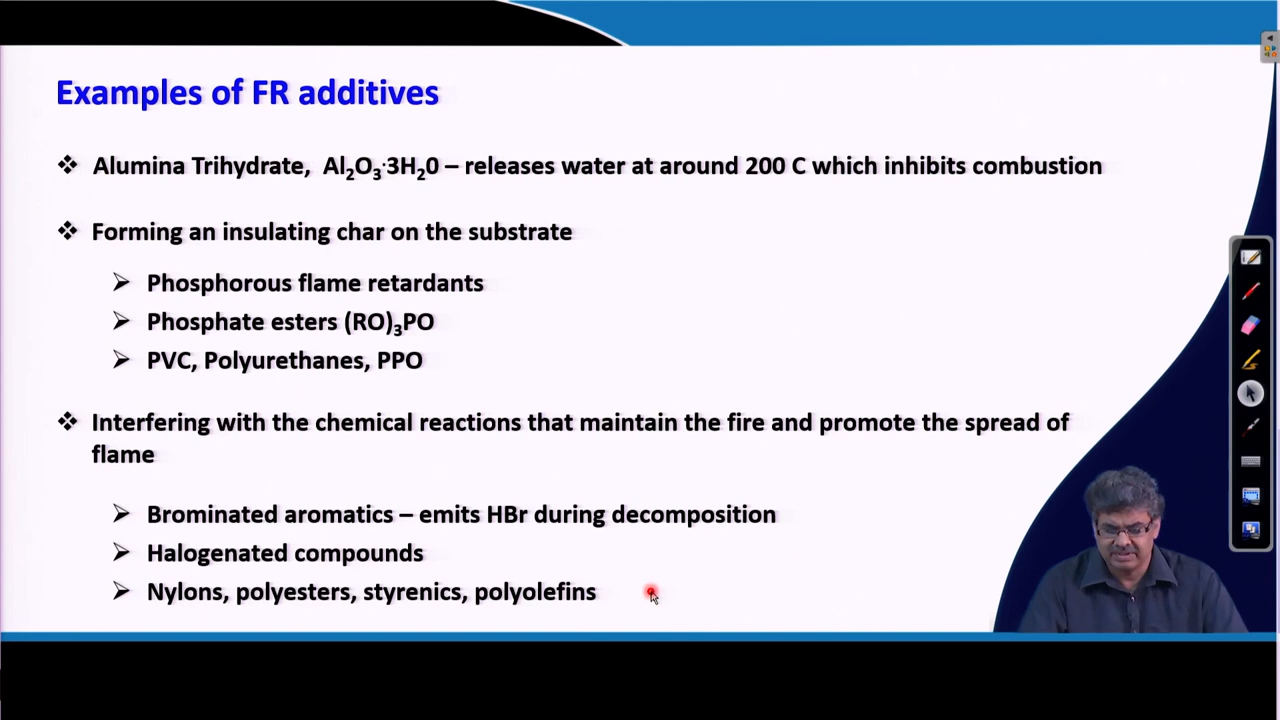 Examples of FR additives
❖ Alumina Trihydrate, Al₂O₃·3H₂0 – releases water at around 200 C which inhibits combustion
❖ Forming an insulating char on the substrate
➢ Phosphorous flame retardants
➢ Phosphate esters (RO)₃PO
➢ PVC, Polyurethanes, PPO
❖ Interfering with the chemical reactions that maintain the fire and promote the spread of
flame
➢ Brominated aromatics – emits HBr during decomposition
➢ Halogenated compounds
➢ Nylons, polyesters, styrenics, polyolefins